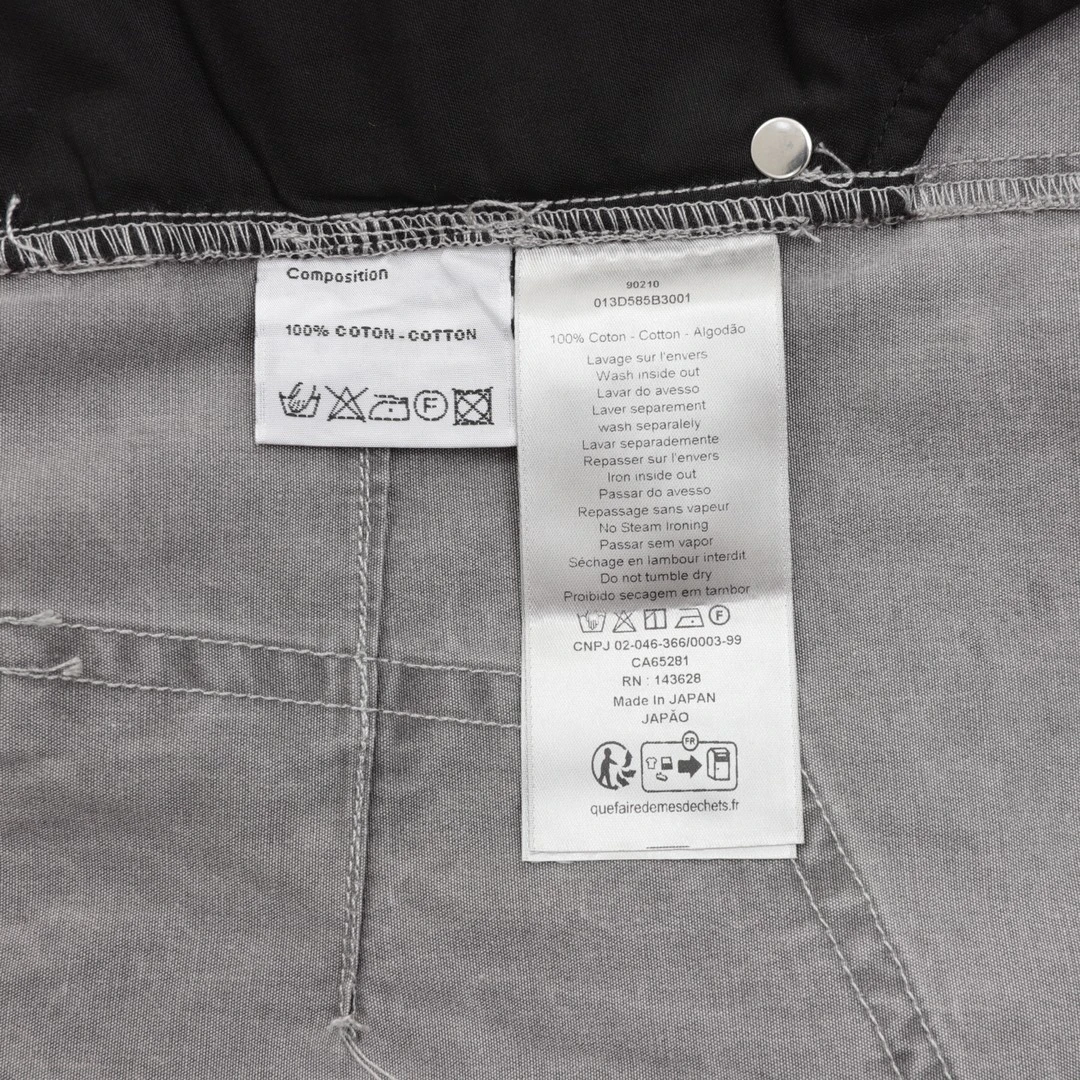 Composition
100% COTON - COTTON
F
90210
013D585B3001
100% Coton - Cotton - Algodão
Lavage sur l'envers
Wash inside out
Lavar do avesso
Laver separement
wash separalely
Lavar separademente
Repasser sur l'envers
Iron inside out
Passar do avesso
Repassage sans vapeur
No Steam Ironing
Passar sem vapor
Séchage en lambour interdit
Do not tumble dry
Proibido secagem em tambor
F
CNPJ 02-046-366/0003-99
CA65281
RN : 143628
Made In JAPAN
JAPÃO
FR
quefairedemesdechets.fr